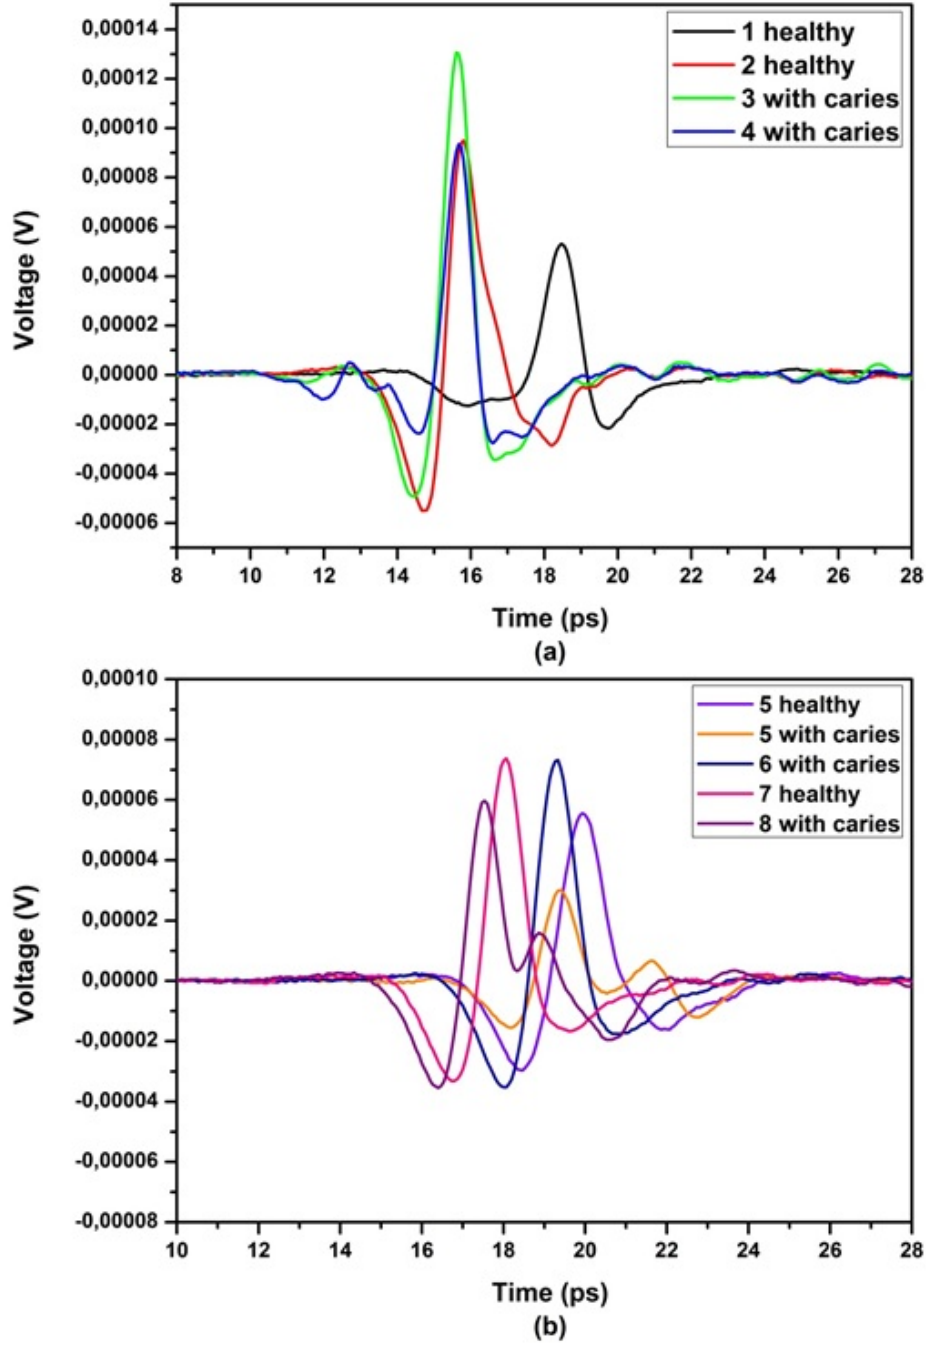 0,00014
0,00012
0,00010
0,00008
0,00006
0,00004
0,00002
0,00000
-0,00002
-0,00004
-0,00006
Voltage (V)
1 healthy
2 healthy
3 with caries
4 with caries
8 10 12 14 16 18 20 22 24 26 28
Time (ps)
(a)
0,00010
0,00008
0,00006
0,00004
0,00002
0,00000
-0,00002
-0,00004
-0,00006
-0,00008
Voltage (V)
5 healthy
5 with caries
6 with caries
7 healthy
8 with caries
10 12 14 16 18 20 22 24 26 28
Time (ps)
(b)